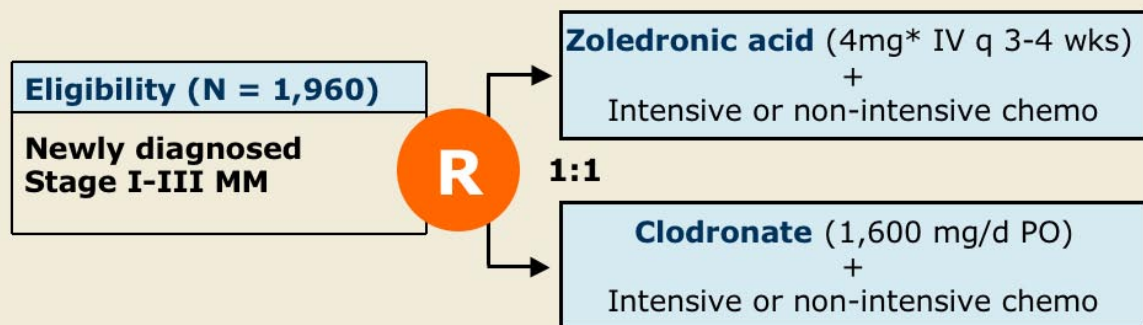 Eligibility (N = 1,960)
Newly diagnosed
Stage I-III MM
R
1:1
Zoledronic acid (4mg* IV q 3-4 wks)
+
Intensive or non-intensive chemo
Clodronate (1,600 mg/d PO)
+
Intensive or non-intensive chemo